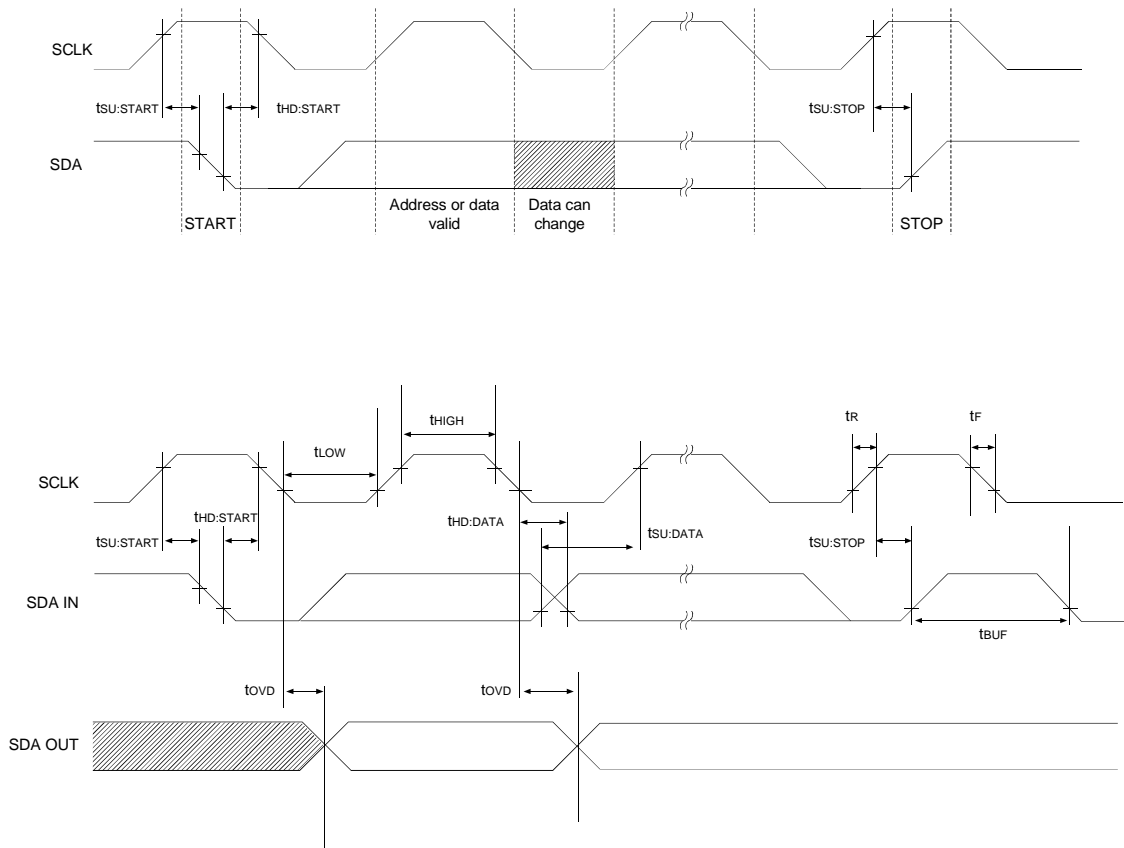 SCLK
tSU:START
tHD:START
tSU:STOP
SDA
START
Address or data
valid
Data can
change
STOP
tHIGH
tR
tF
tLOW
SCLK
tHD:START
tHD:DATA
tSU:START
tSU:DATA
tSU:STOP
SDA IN
tBUF
tOVD
tOVD
SDA OUT